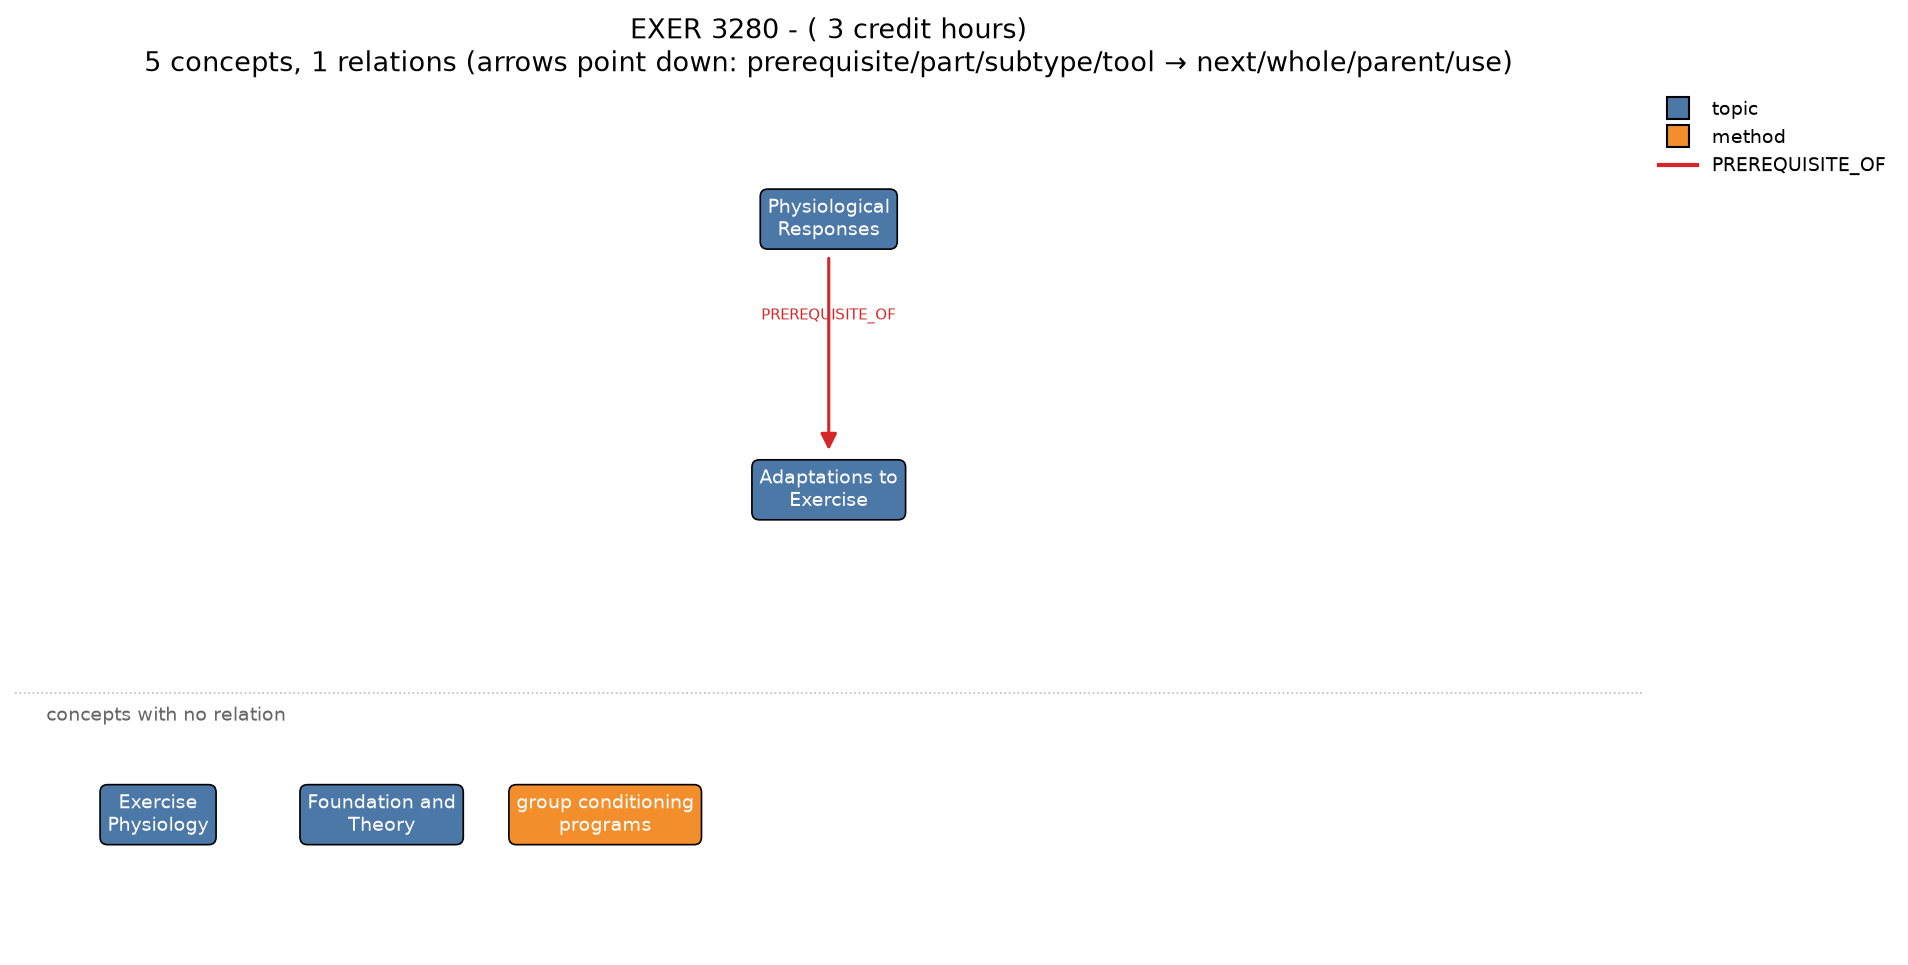 EXER 3280 - ( 3 credit hours)
5 concepts, 1 relations (arrows point down: prerequisite/part/subtype/tool → next/whole/parent/use)
topic
method
PREREQUISITE_OF
Physiological
Responses
PREREQUISITE_OF
Adaptations to
Exercise
concepts with no relation
Exercise
Physiology
Foundation and
Theory
group conditioning
programs